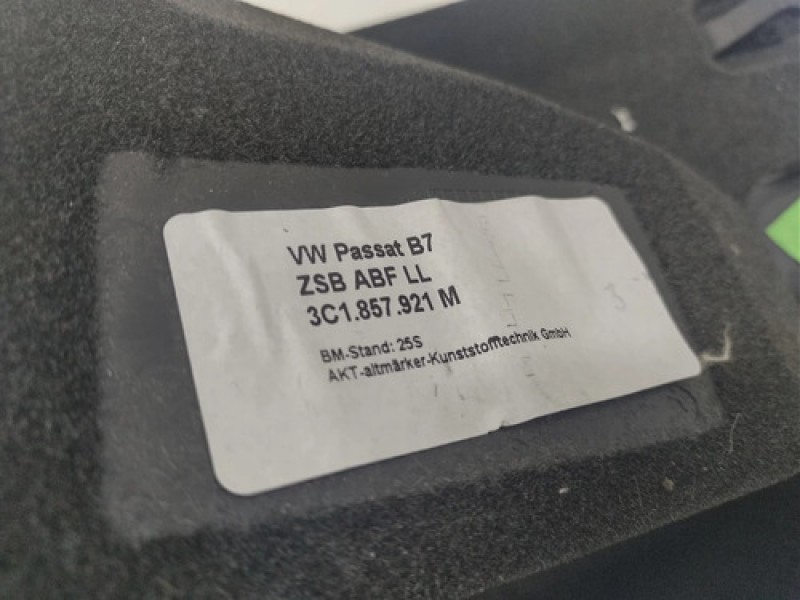 VW Passat B7
ZSB ABF LL
3C1.857.921 M
BM-Stand: 25S
AKT-altmärker-Kunststofftechnik GmbH